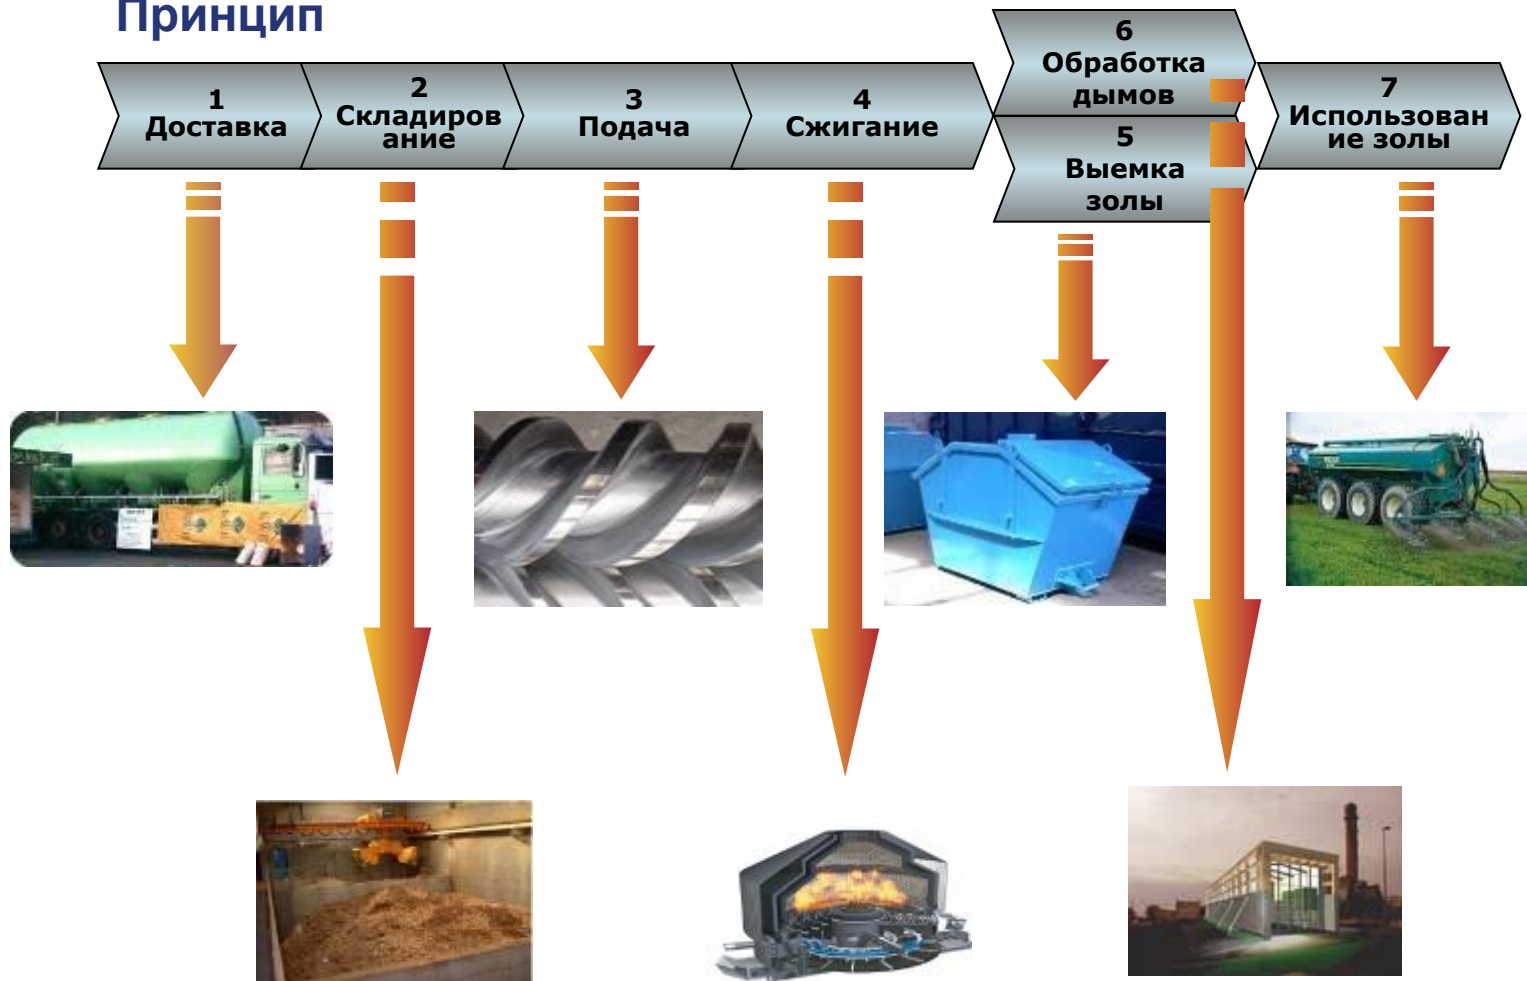 Принцип
1
Доставка
2
Складиров
ание
3
Подача
4
Сжигание
6
Обработка
дымов
5
Выемка
золы
7
Использован
ие золы